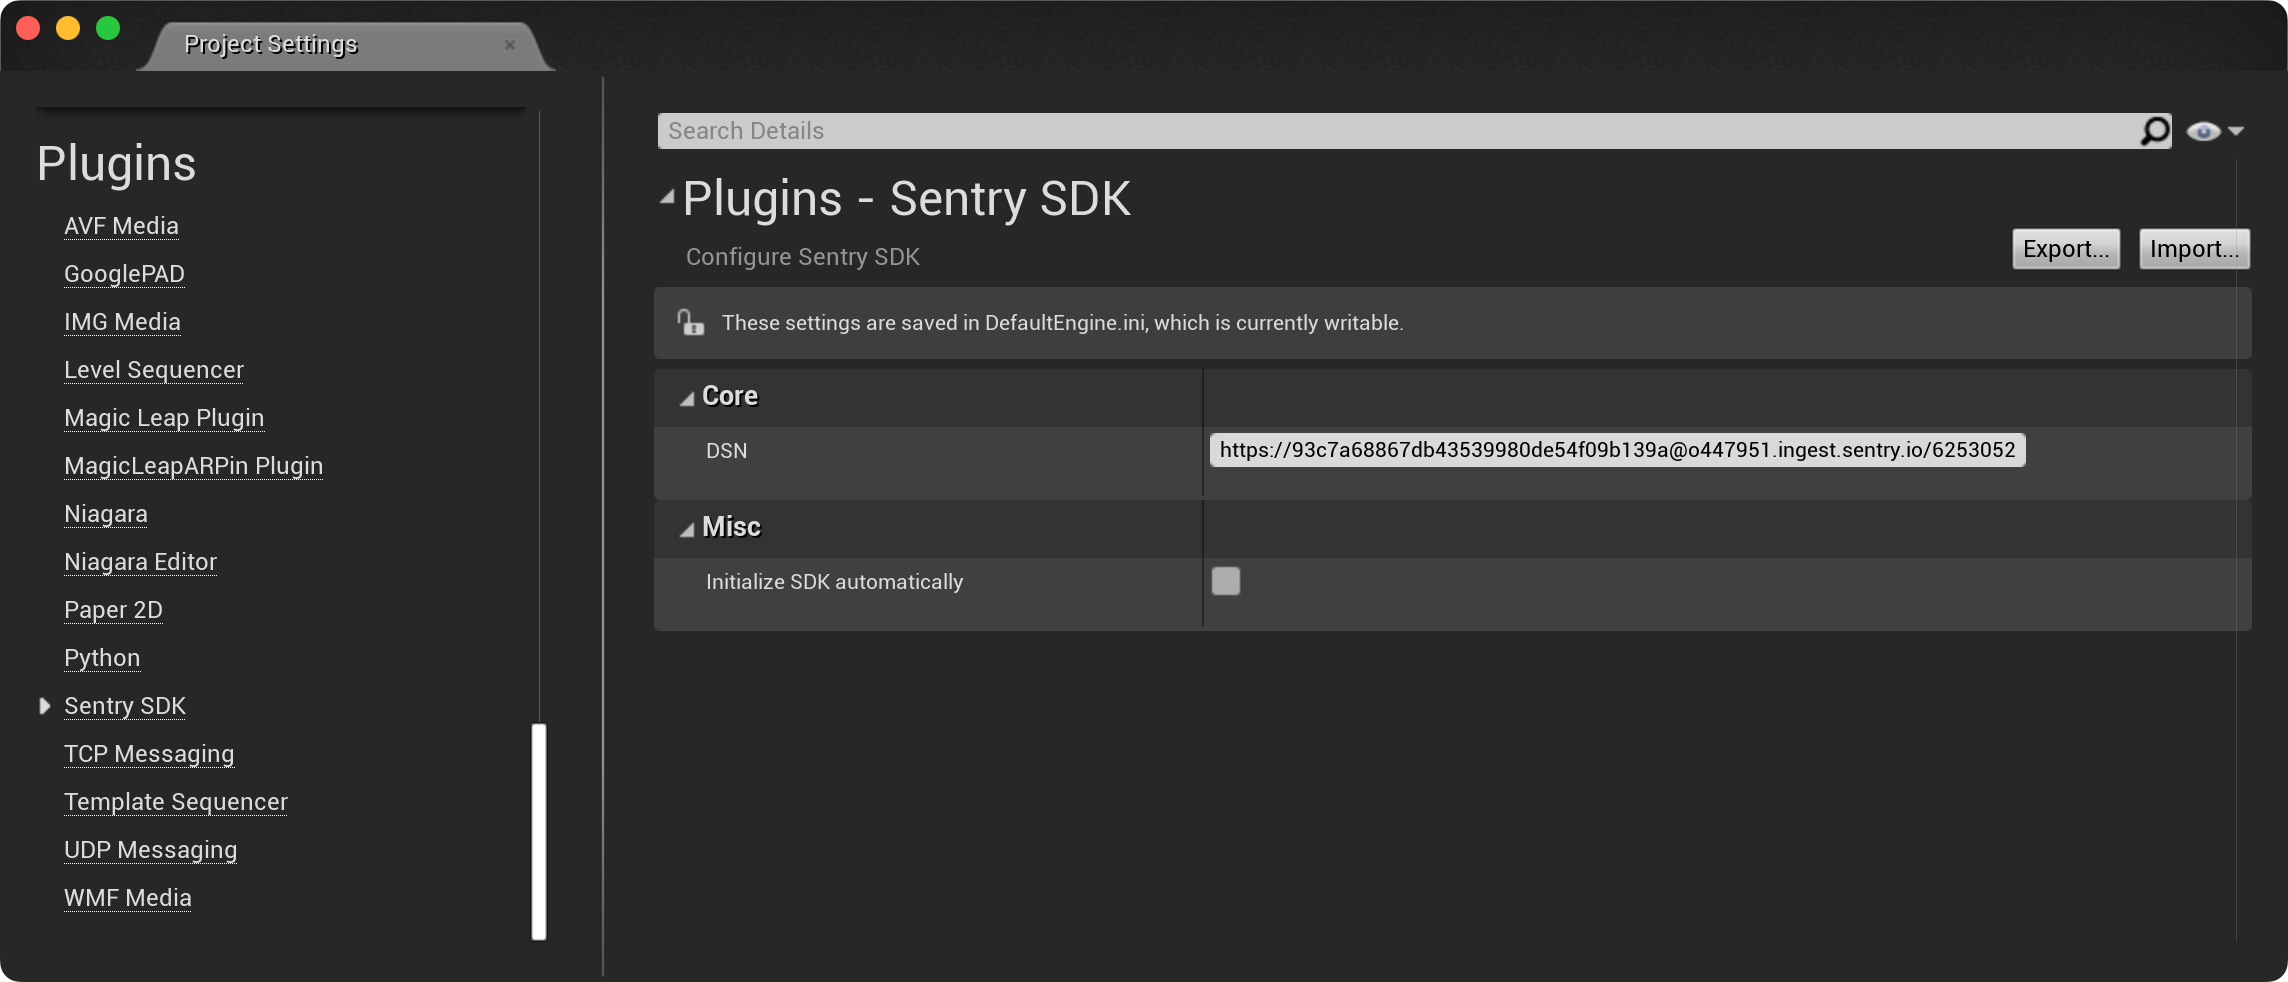 Project Settings
Plugins
AVF Media
GooglePAD
IMG Media
Level Sequencer
Magic Leap Plugin
MagicLeapARPin Plugin
Niagara
Niagara Editor
Paper 2D
Python
Sentry SDK
TCP Messaging
Template Sequencer
UDP Messaging
WMF Media
Search Details
Plugins - Sentry SDK
Configure Sentry SDK
Export... Import...
These settings are saved in DefaultEngine.ini, which is currently writable.
Core
DSN https://93c7a68867db43539980de54f09b139a@o447951.ingest.sentry.io/6253052
Misc
Initialize SDK automatically